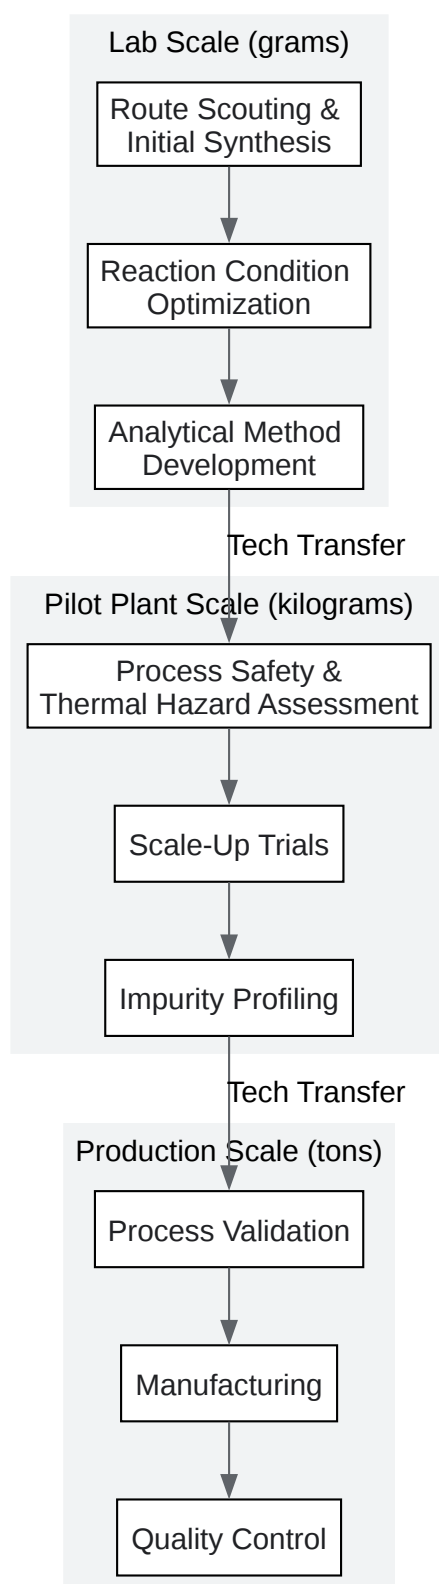 Lab Scale (grams)
Route Scouting &
Initial Synthesis
Reaction Condition
Optimization
Analytical Method
Development
Tech Transfer
Pilot Plant Scale (kilograms)
Process Safety &
Thermal Hazard Assessment
Scale-Up Trials
Impurity Profiling
Tech Transfer
Production Scale (tons)
Process Validation
Manufacturing
Quality Control